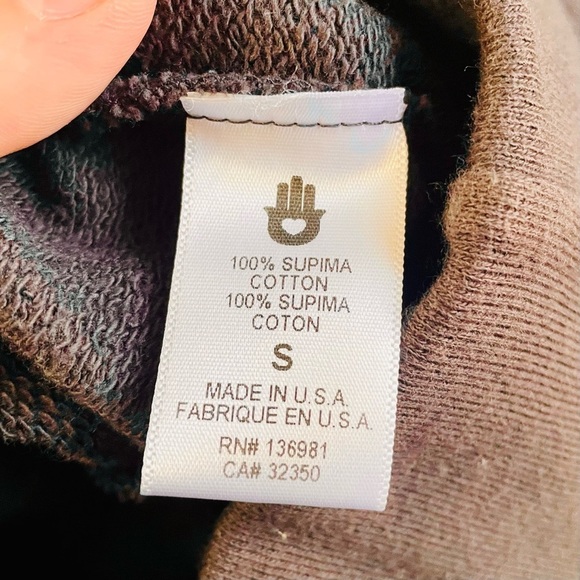 100% SUPIMA
COTTON
100% SUPIMA
COTON
S
MADE IN U.S.A.
FABRIQUE EN U.S.A.
RN# 136981
CA# 32350